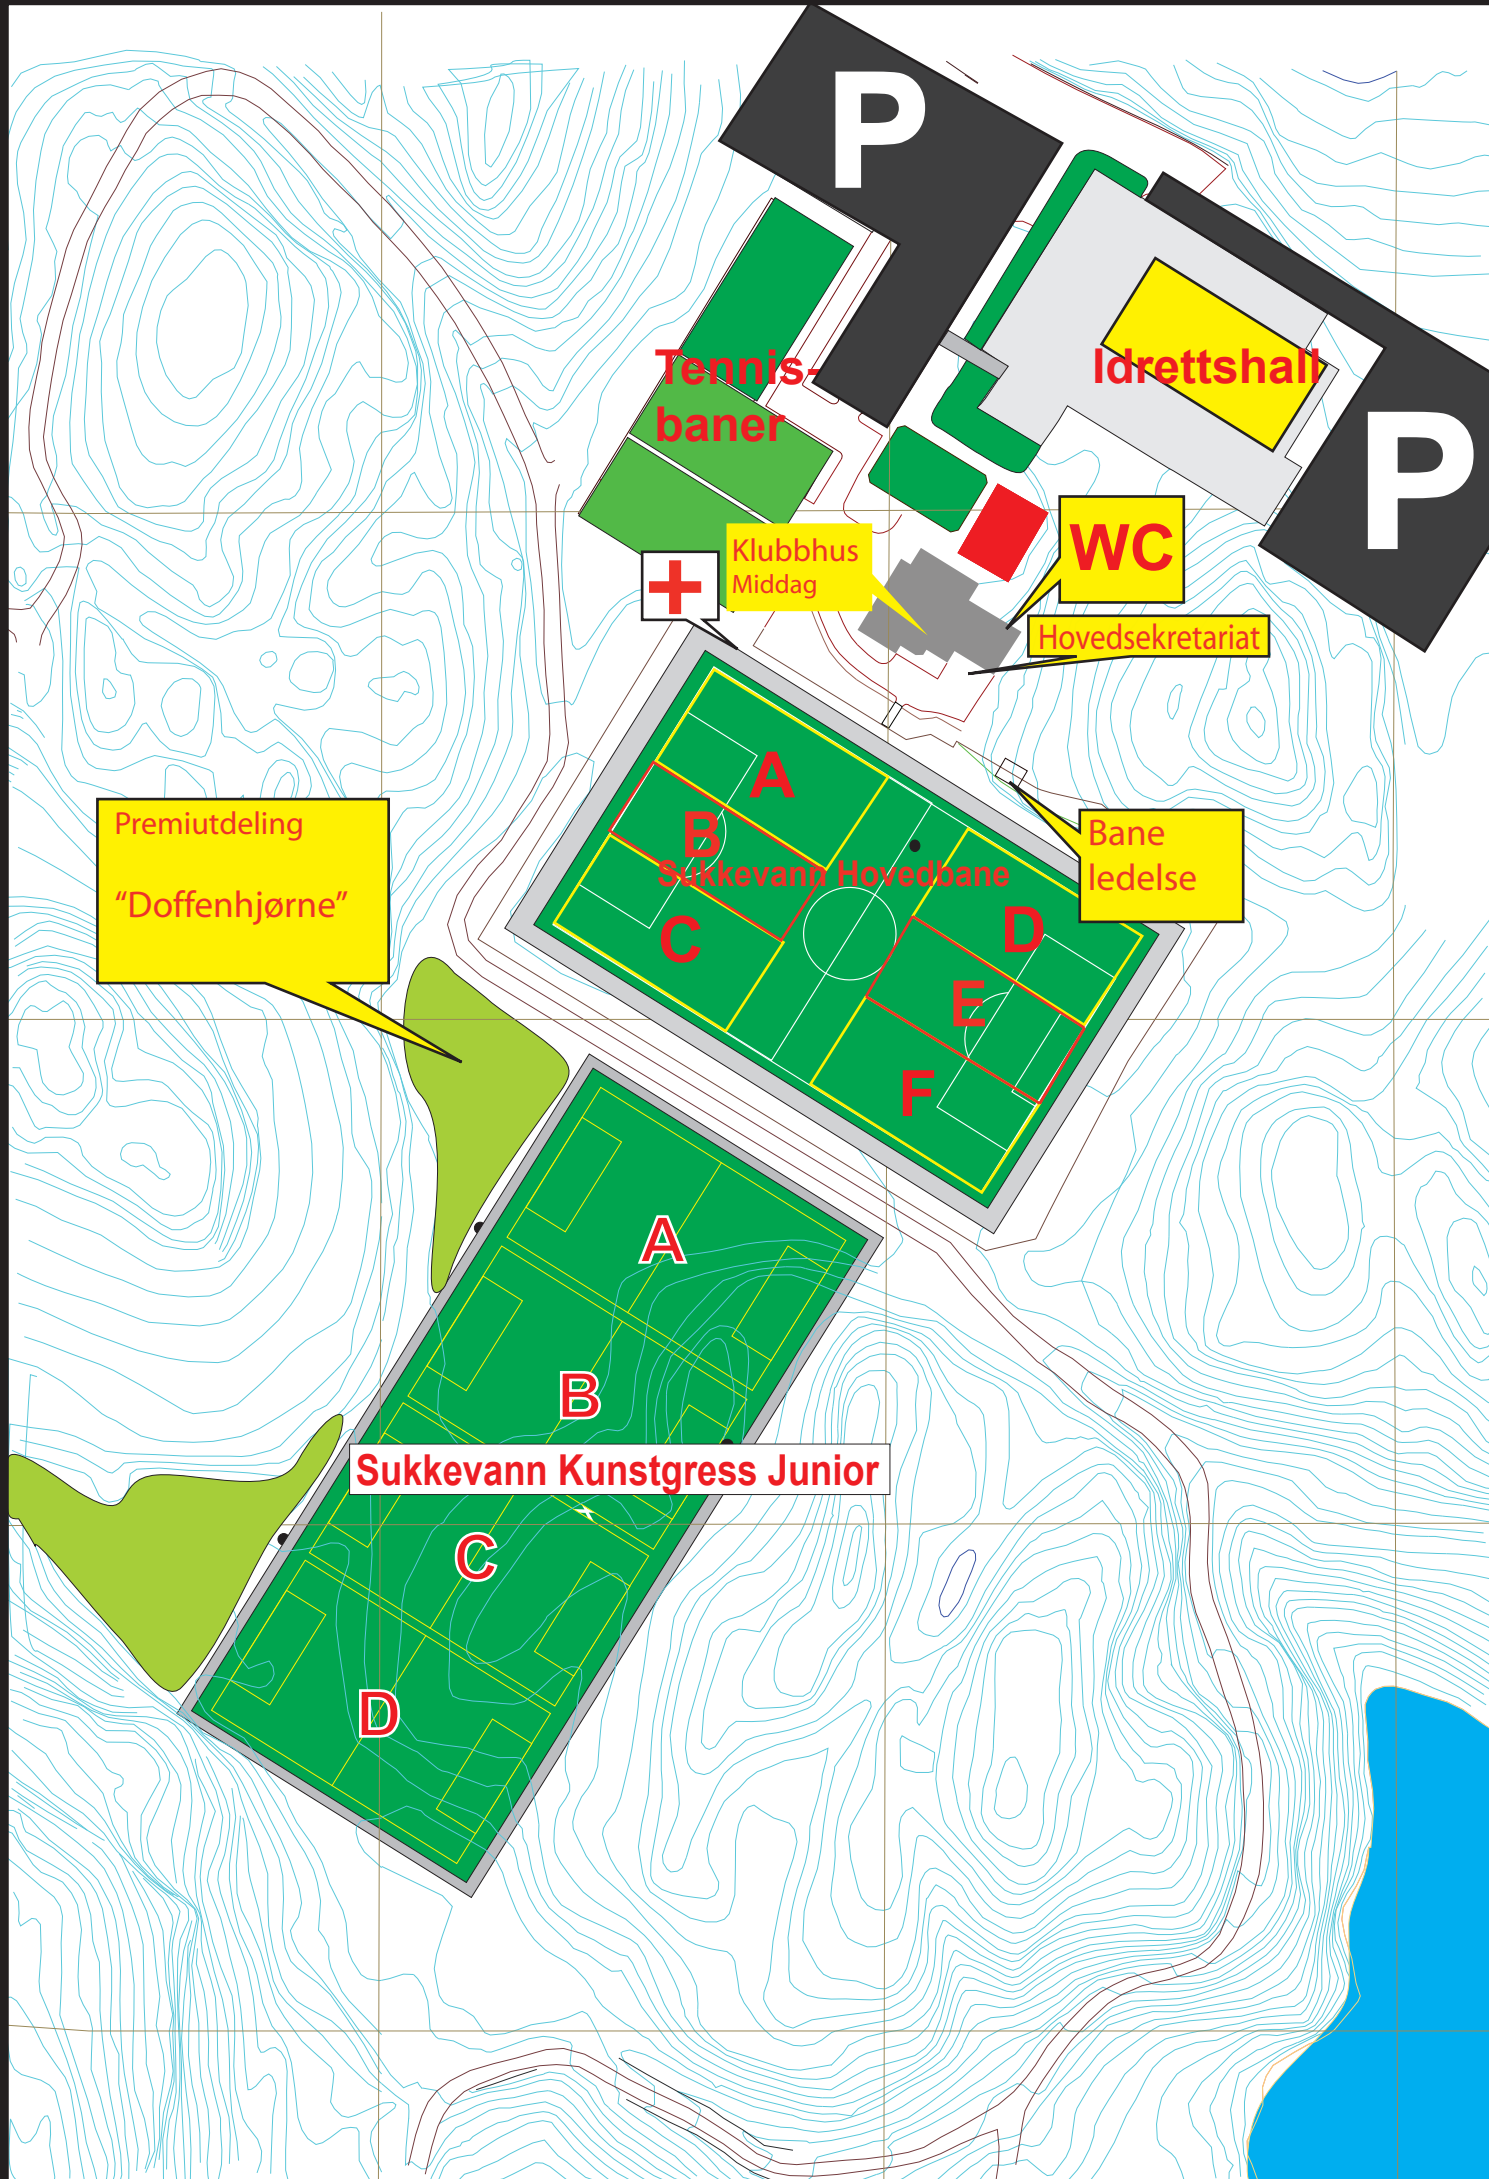 P
Tennis-
baner
Idrettshall
P
WC
Klubbhus
Middag
Hovedsekretariat
A
B
Sukkevann Hovedbane
C
D
E
F
Bane
ledelse
Premiutdeling
“Doffenhjørne”
A
B
Sukkevann Kunstgress Junior
C
D